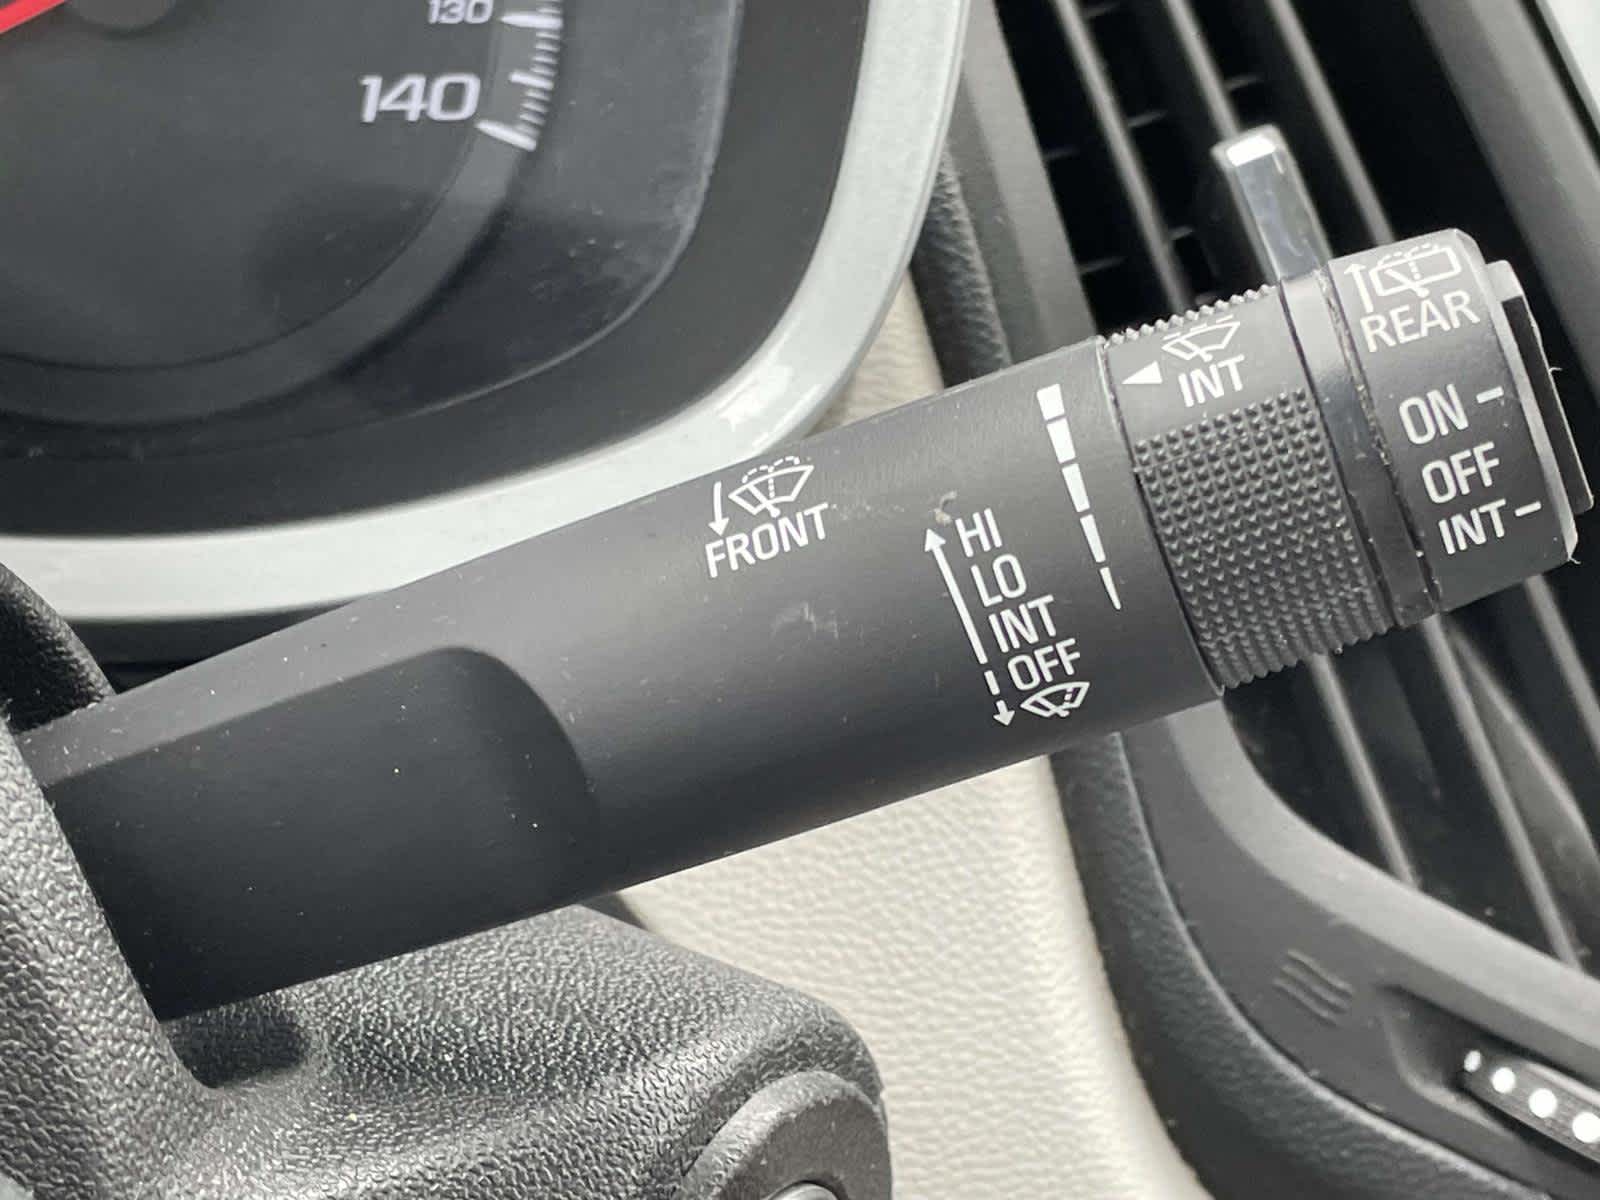 130
140
FRONT
HI
LO
INT
OFF
INT
REAR
ON
OFF
INT